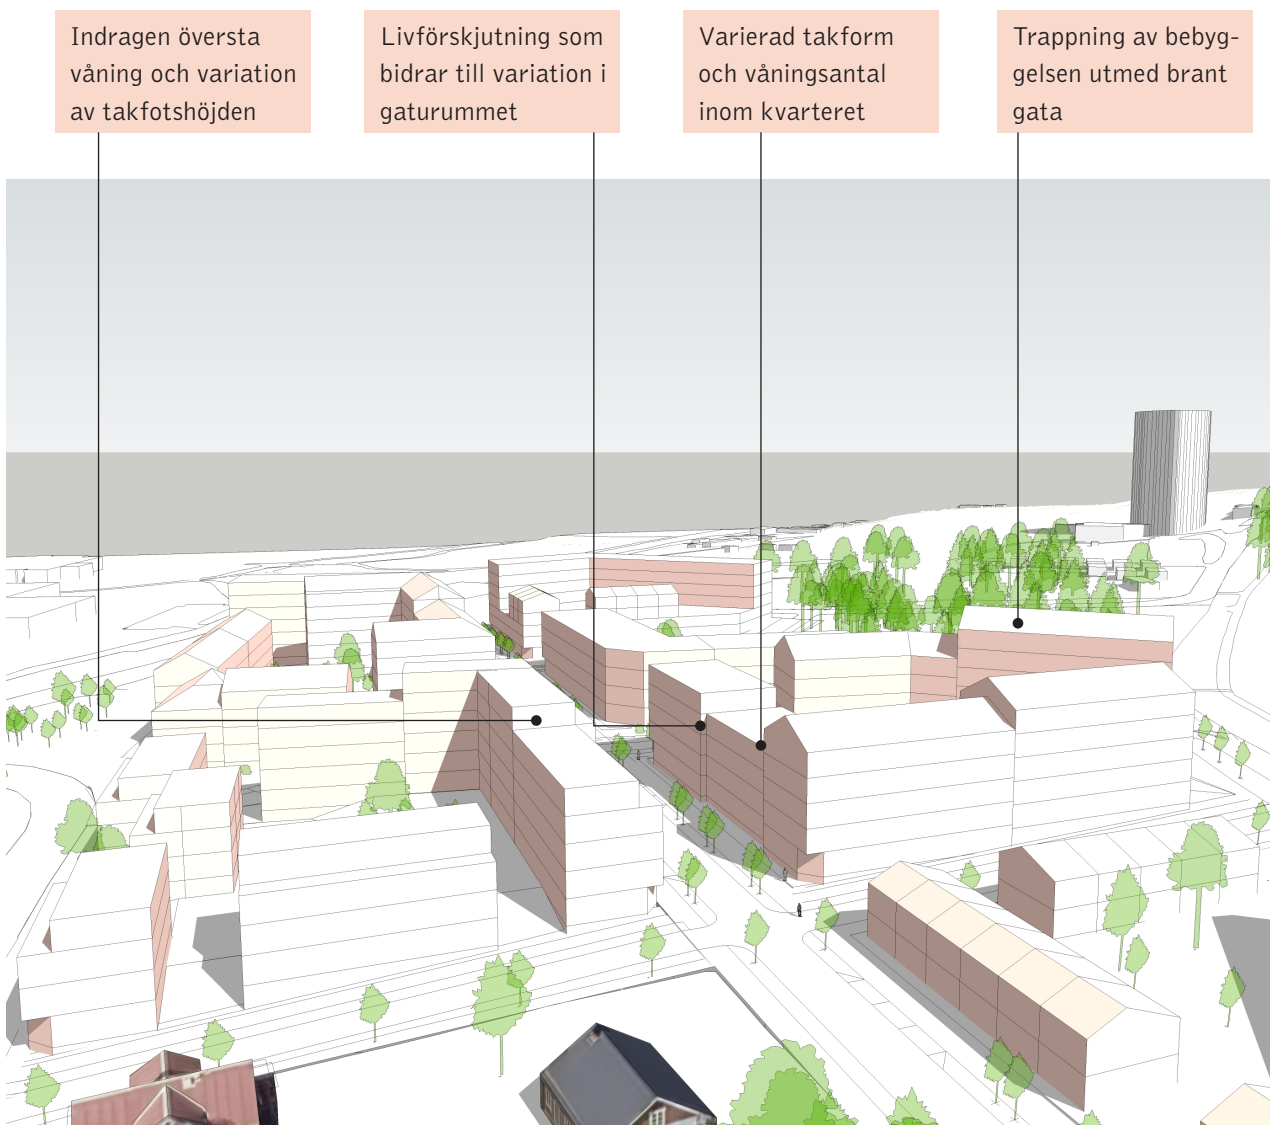 Indragen översta
våning och variation
av takfotshöjden
Livförskjutning som
bidrar till variation i
gaturummet
Varierad takform
och våningsantal
inom kvarteret
Trappning av bebyg-
gelsen utmed brant
gata